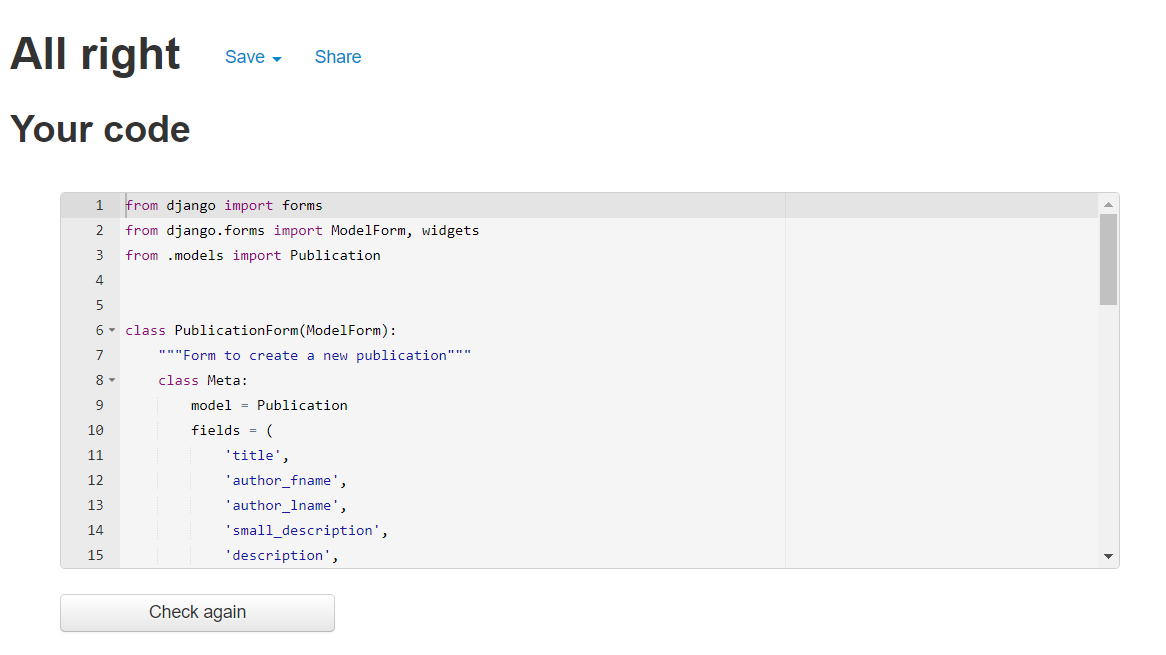 All right Save Share
Your code
1 from django import forms
2 from django.forms import ModelForm, widgets
3 from .models import Publication
4
5
6 class PublicationForm(ModelForm):
7     """Form to create a new publication"""
8     class Meta:
9         model = Publication
10         fields = (
11             'title',
12             'author_fname',
13             'author_lname',
14             'small_description',
15             'description',
Check again